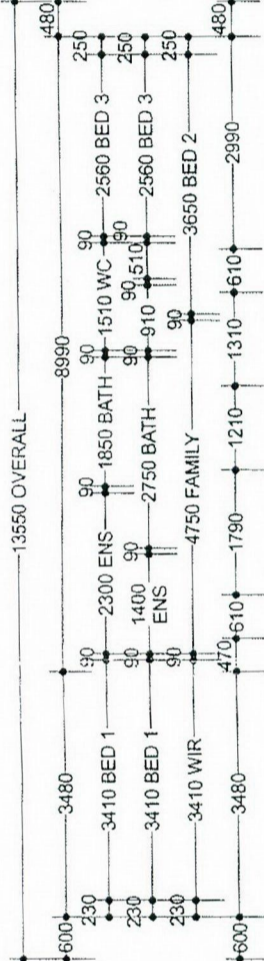 13550 OVERALL
600 3480 8990 480
230 3410 BED 1 90 2300 ENS 90 1850 BATH 90 1510 WC 90 2560 BED 3 250
230 3410 BED 1 90 1400 ENS 90 2750 BATH 90 910 90 510 90 2560 BED 3 250
230 3410 WIR 90 4750 FAMILY 90 3650 BED 2 250
600 3480 470 610 1790 1210 1310 610 2990 480